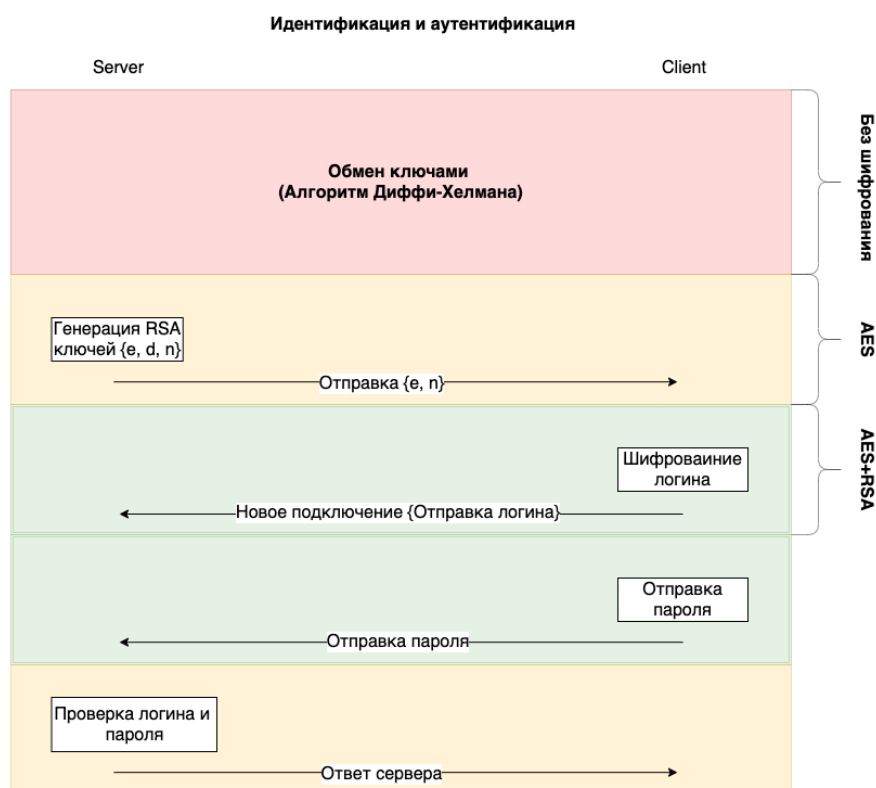 Идентификация и аутентификация
Server
Client
Обмен ключами
(Алгоритм Диффи-Хелмана)
Без шифрования
Генерация RSA
ключей {e, d, n}
AES
Отправка {e, n}
Шифроваиние
логина
AES+RSA
Новое подключение {Отправка логина}
Отправка
пароля
Отправка пароля
Проверка логина и
пароля
Ответ сервера